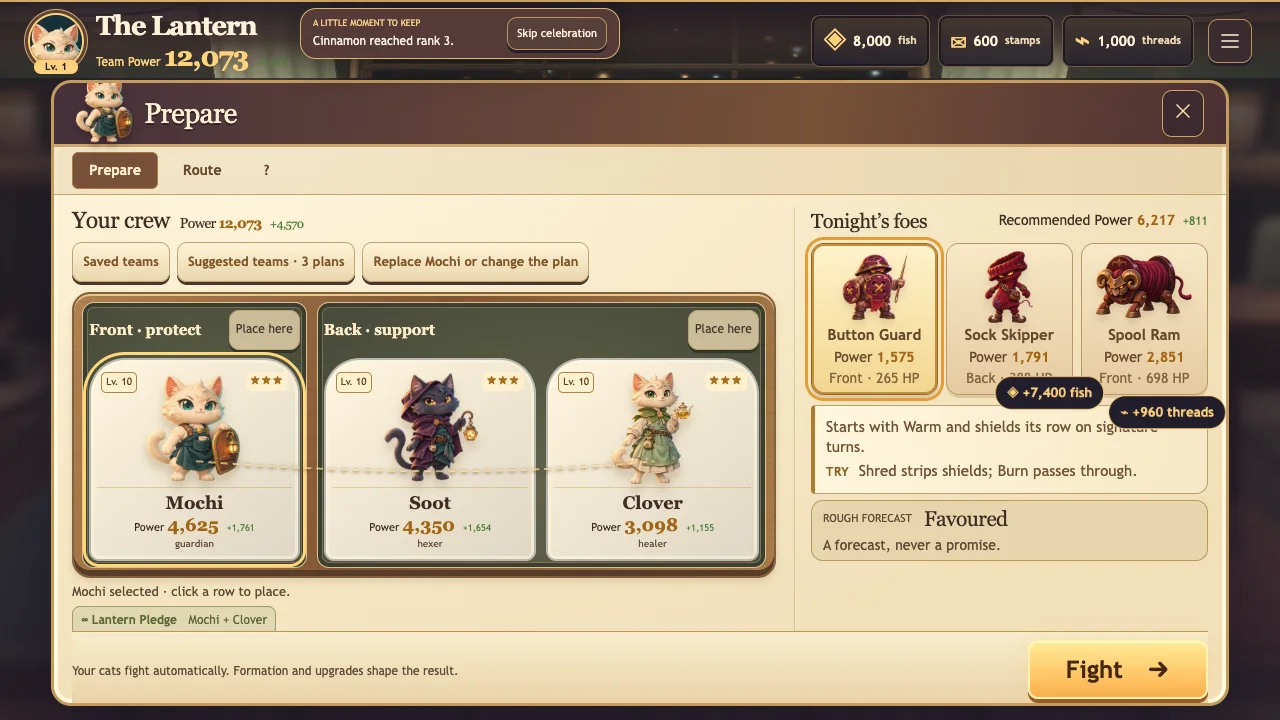 The Lantern
Team Power 12,073
Lv. 1
A LITTLE MOMENT TO KEEP
Cinnamon reached rank 3.
Skip celebration
8,000 fish
600 stamps
1,000 threads
Prepare
Prepare
Route
?
Your crew Power 12,073 +4,570
Saved teams
Suggested teams · 3 plans
Replace Mochi or change the plan
Front · protect
Place here
Back · support
Place here
Lv. 10
Mochi
Power 4,625 +1,761
guardian
Lv. 10
Soot
Power 4,350 +1,654
hexer
Lv. 10
Clover
Power 3,098 +1,155
healer
Mochi selected · click a row to place.
Lantern Pledge Mochi + Clover
Tonight's foes
Recommended Power 6,217 +811
Button Guard
Power 1,575
Front · 265 HP
Sock Skipper
Power 1,791
Back ·
Spool Ram
Power 2,851
Front · 698 HP
+7,400 fish
+960 threads
Starts with Warm and shields its row on signature
turns.
TRY Shred strips shields; Burn passes through.
ROUGH FORECAST Favoured
A forecast, never a promise.
Your cats fight automatically. Formation and upgrades shape the result.
Fight →